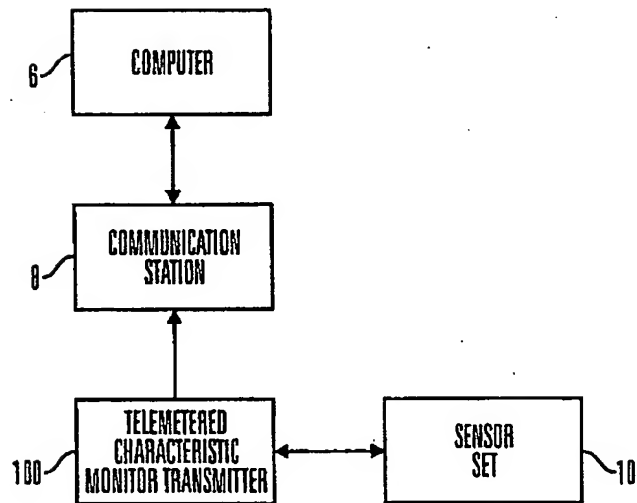 COMPUTER
6
COMMUNICATION
STATION
8
TELEMETERED
CHARACTERISTIC
MONITOR TRANSMITTER
100
SENSOR
SET
10